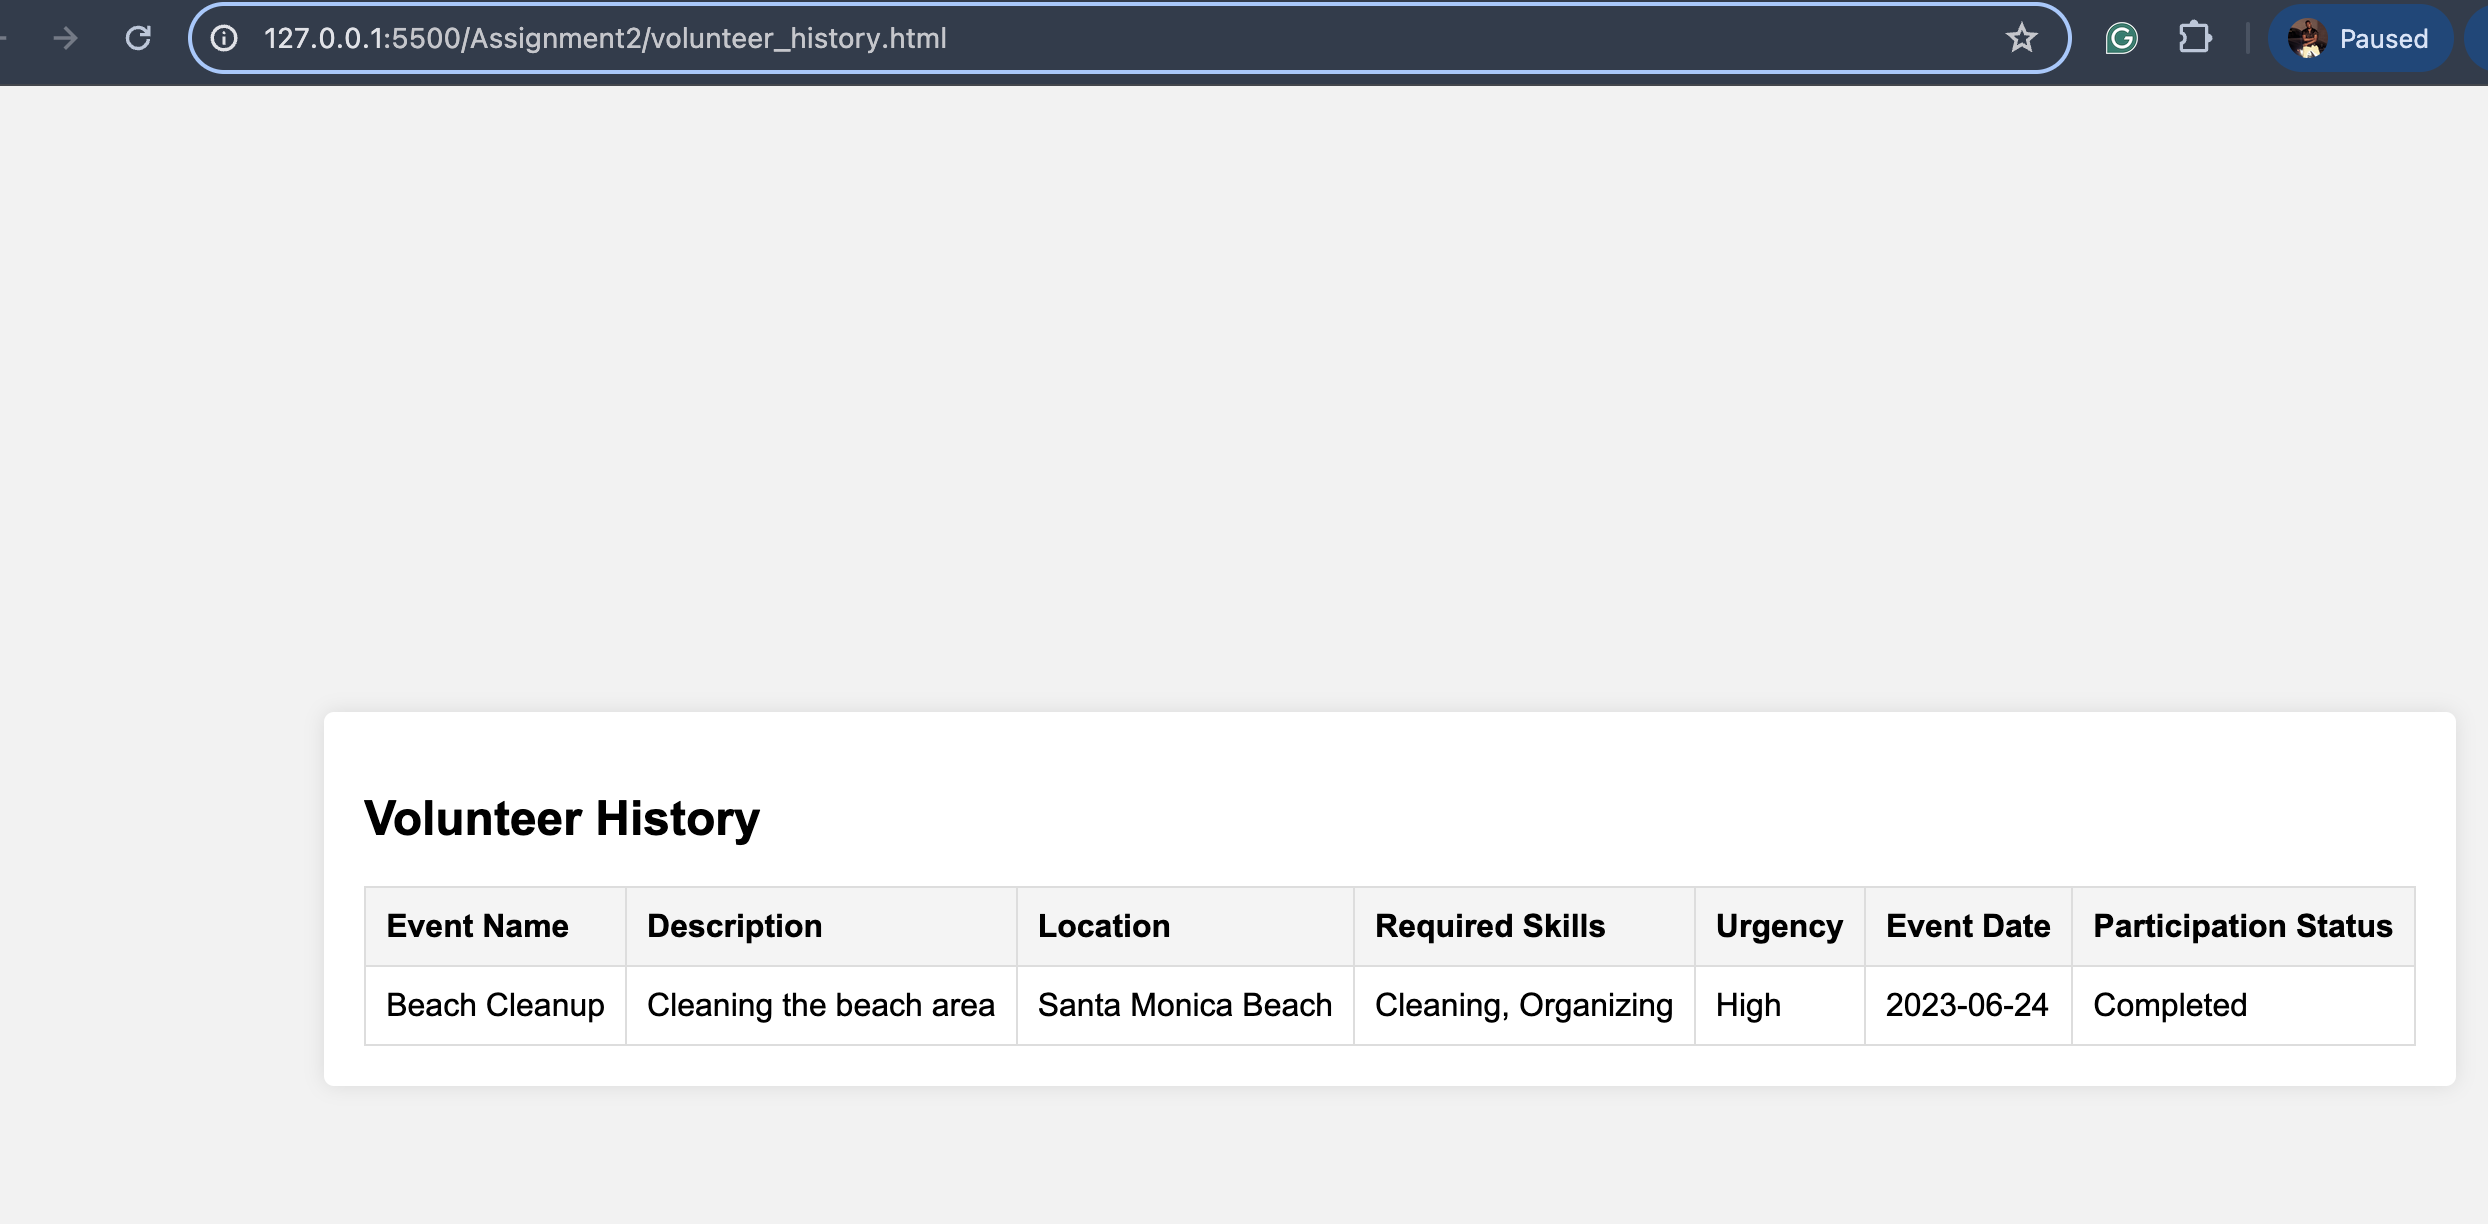 127.0.0.1:5500/Assignment2/volunteer_history.html
Paused
Volunteer History
Event Name Description Location Required Skills Urgency Event Date Participation Status
Beach Cleanup Cleaning the beach area Santa Monica Beach Cleaning, Organizing High 2023-06-24 Completed